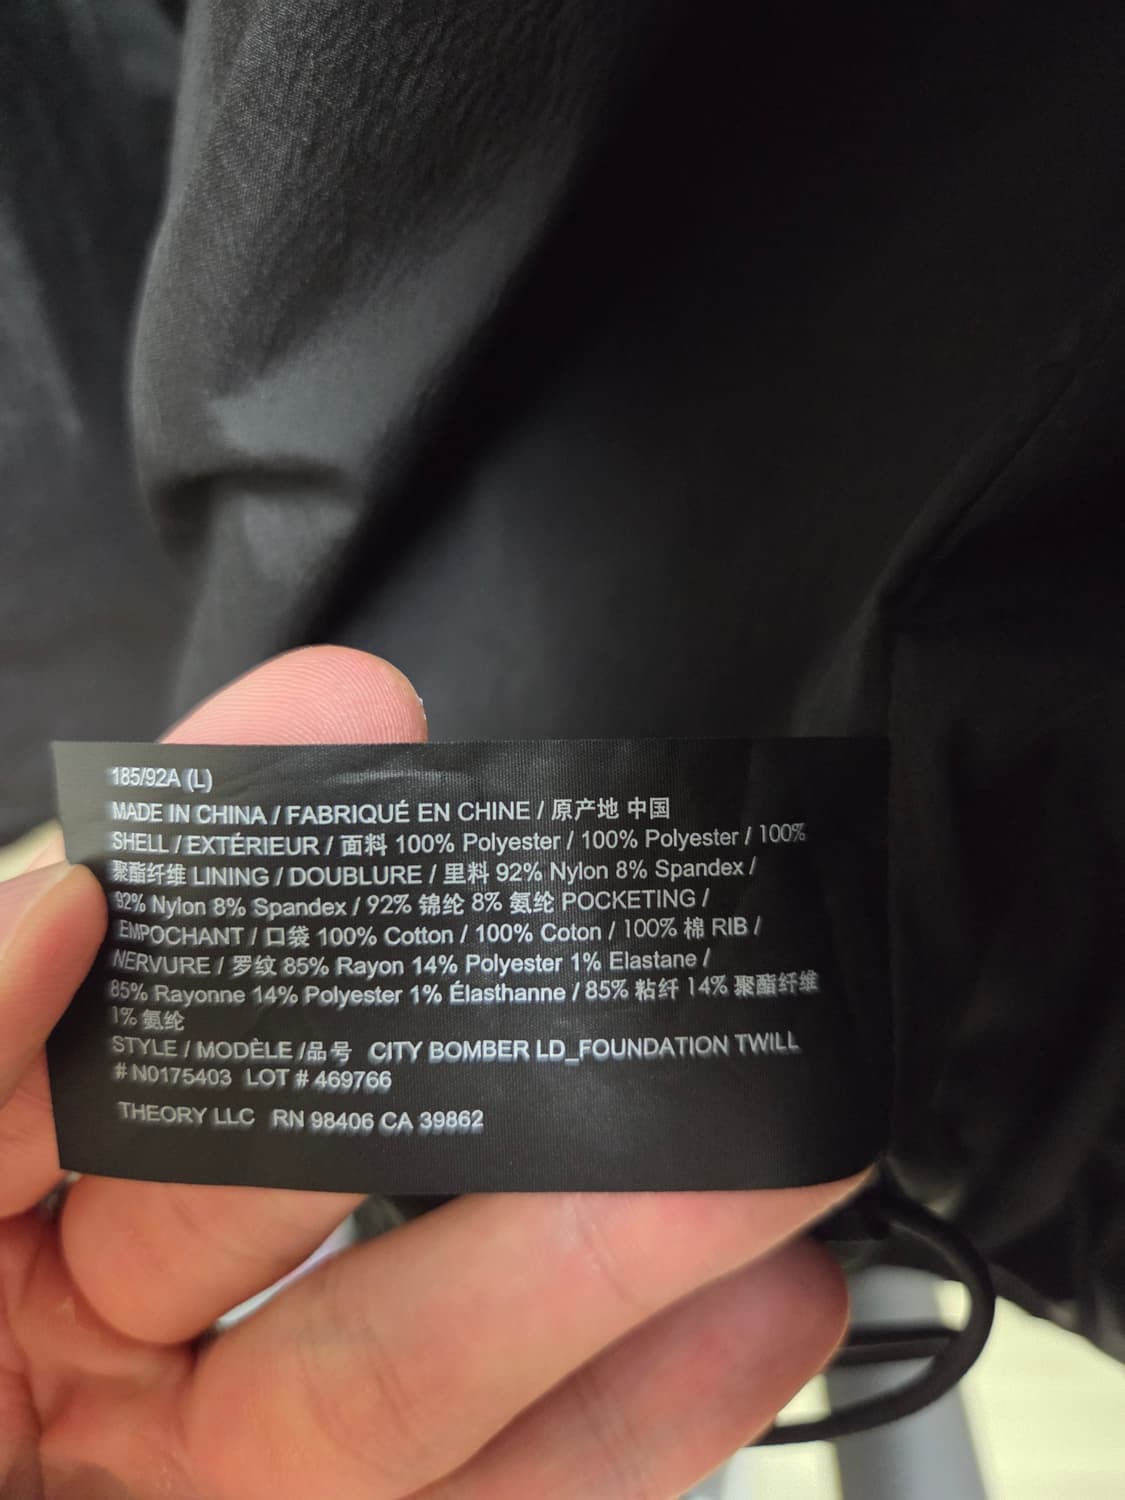 185/92A (L)
MADE IN CHINA / FABRIQUÉ EN CHINE / 原产地 中国
SHELL / EXTÉRIEUR / 面料 100% Polyester / 100% Polyester / 100%
聚酯纤维 LINING / DOUBLURE / 里料 92% Nylon 8% Spandex /
92% Nylon 8% Spandex / 92% 锦纶 8% 氨纶 POCKETING /
EMPOCHANT / 口袋 100% Cotton / 100% Coton / 100% 棉 RIB /
NERVURE / 罗纹 85% Rayon 14% Polyester 1% Elastane /
85% Rayonne 14% Polyester 1% Élasthanne / 85% 粘纤 14% 聚酯纤维
1% 氨纶
STYLE / MODÈLE /品号 CITY BOMBER LD_FOUNDATION TWILL
# N0175403 LOT # 469766
THEORY LLC RN 98406 CA 39862